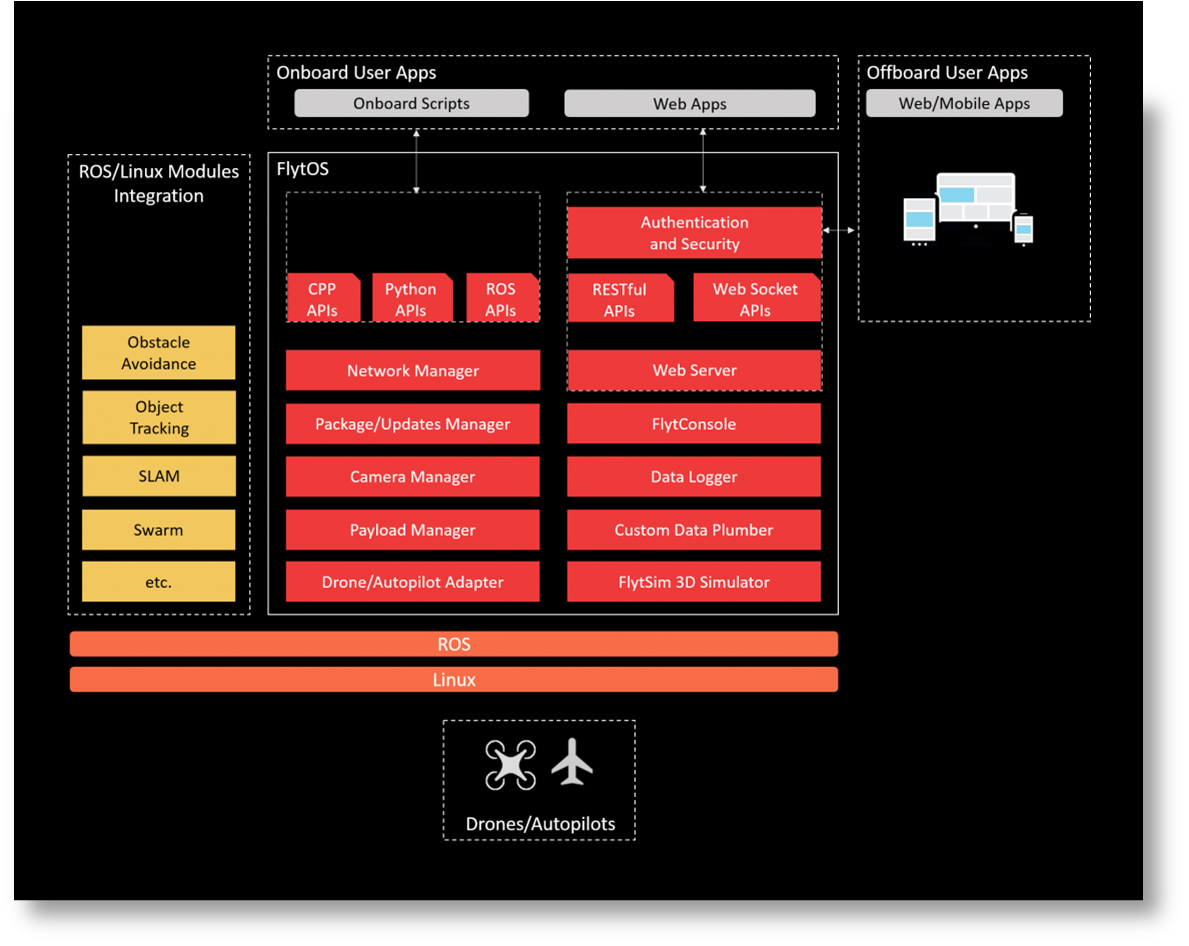 Onboard User Apps
Onboard Scripts
Web Apps
Offboard User Apps
Web/Mobile Apps
ROS/Linux Modules
Integration
Obstacle
Avoidance
Object
Tracking
SLAM
Swarm
etc.
FlytOS
CPP
APIs
Python
APIs
ROS
APIs
Network Manager
Package/Updates Manager
Camera Manager
Payload Manager
Drone/Autopilot Adapter
Authentication
and Security
RESTful
APIs
Web Socket
APIs
Web Server
FlytConsole
Data Logger
Custom Data Plumber
FlytSim 3D Simulator
ROS
Linux
Drones/Autopilots